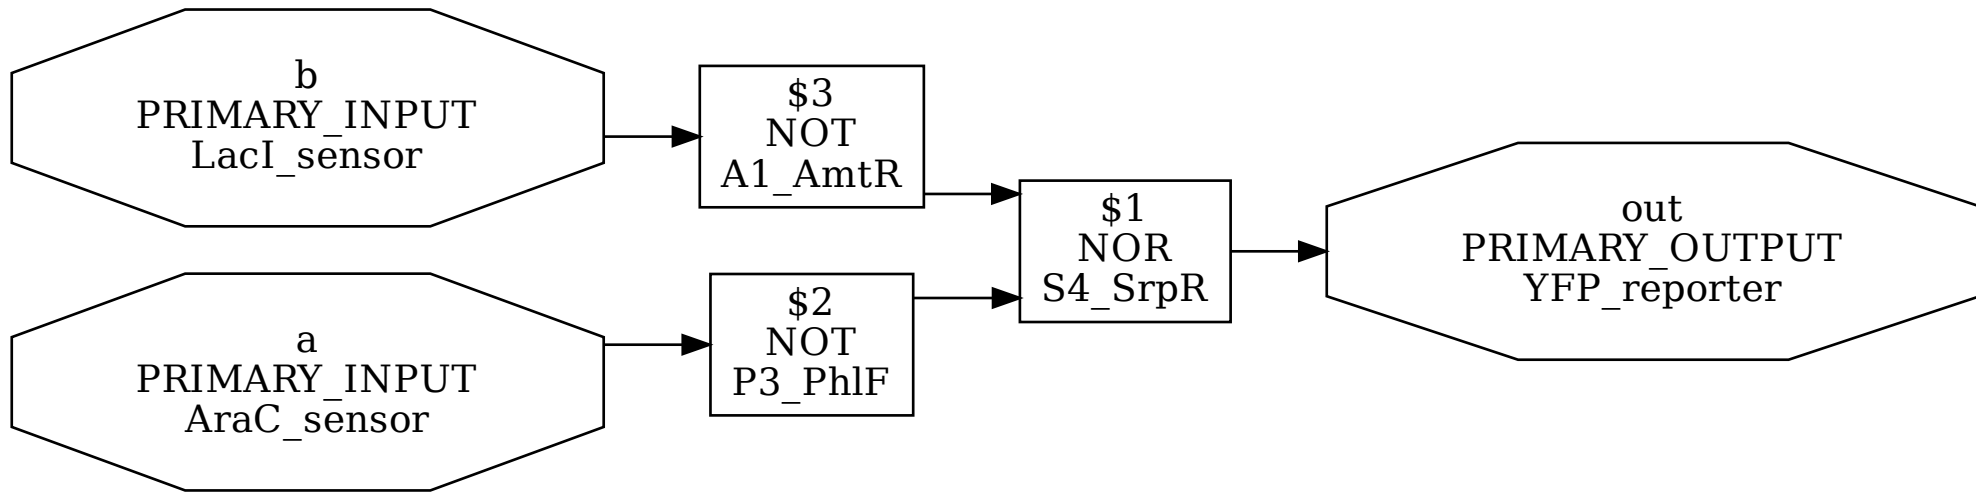 b
PRIMARY_INPUT
LacI_sensor
$3
NOT
A1_AmtR
a
PRIMARY_INPUT
AraC_sensor
$2
NOT
P3_PhlF
$1
NOR
S4_SrpR
out
PRIMARY_OUTPUT
YFP_reporter